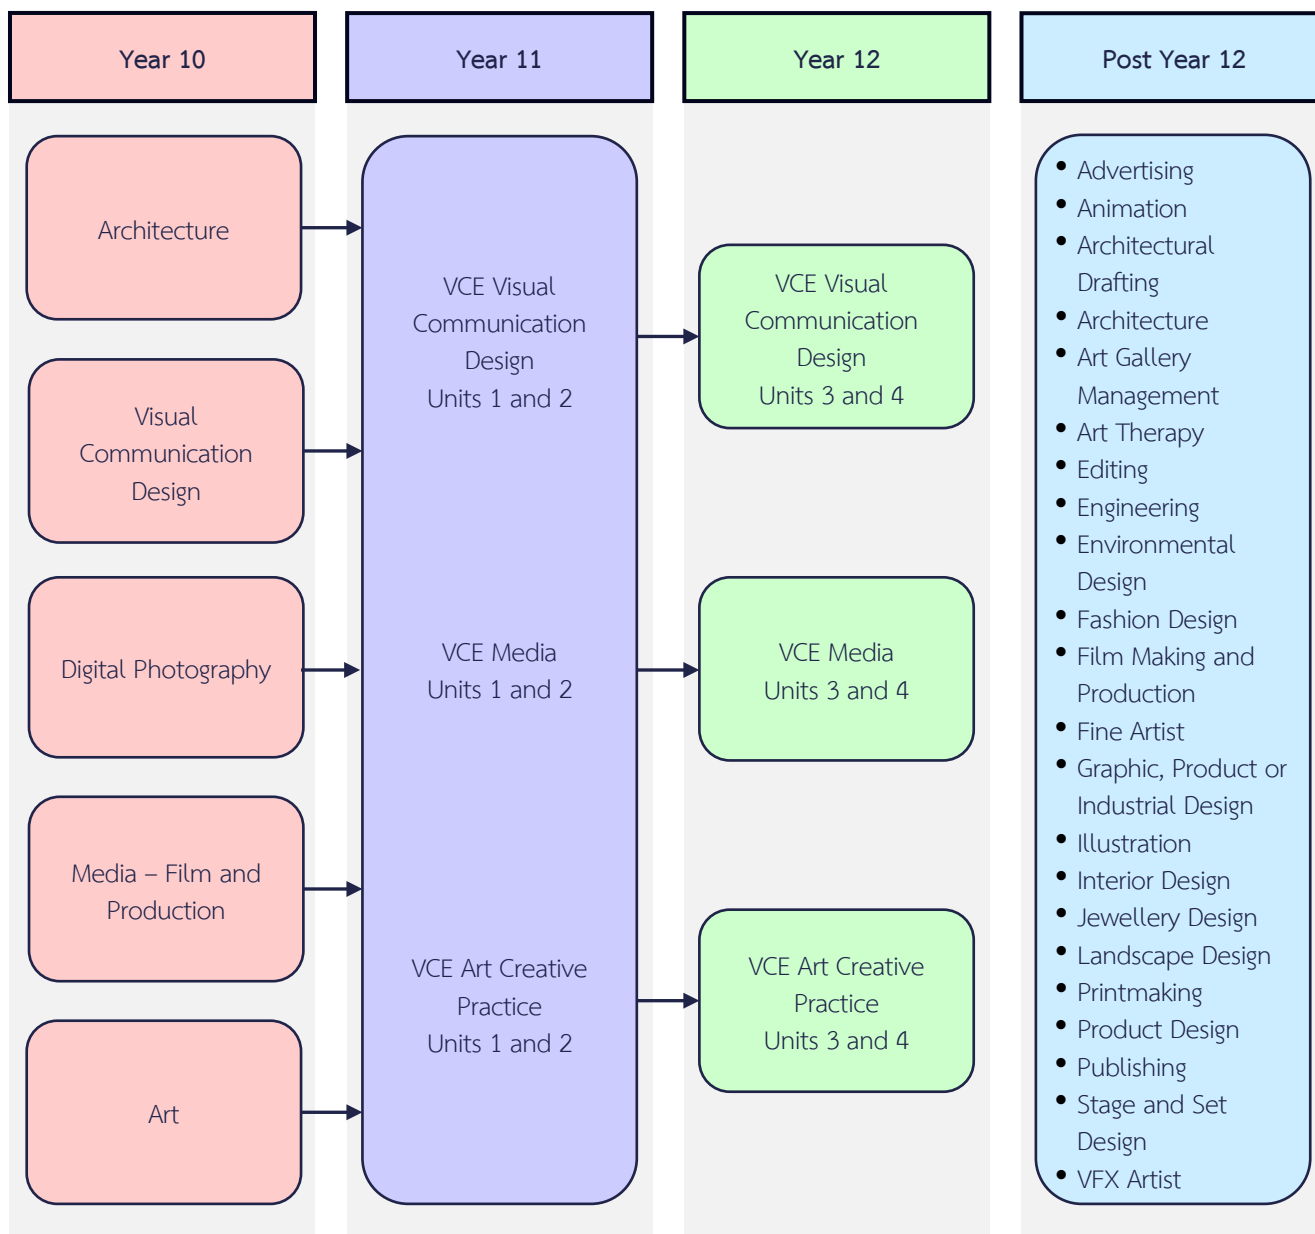 Year 10
Year 11
Year 12
Post Year 12
Architecture
Visual
Communication
Design
Digital Photography
Media – Film and
Production
Art
VCE Visual
Communication
Design
Units 1 and 2
VCE Media
Units 1 and 2
VCE Art Creative
Practice
Units 1 and 2
VCE Visual
Communication
Design
Units 3 and 4
VCE Media
Units 3 and 4
VCE Art Creative
Practice
Units 3 and 4
• Advertising
• Animation
• Architectural
Drafting
• Architecture
• Art Gallery
Management
• Art Therapy
• Editing
• Engineering
• Environmental
Design
• Fashion Design
• Film Making and
Production
• Fine Artist
• Graphic, Product or
Industrial Design
• Illustration
• Interior Design
• Jewellery Design
• Landscape Design
• Printmaking
• Product Design
• Publishing
• Stage and Set
Design
• VFX Artist